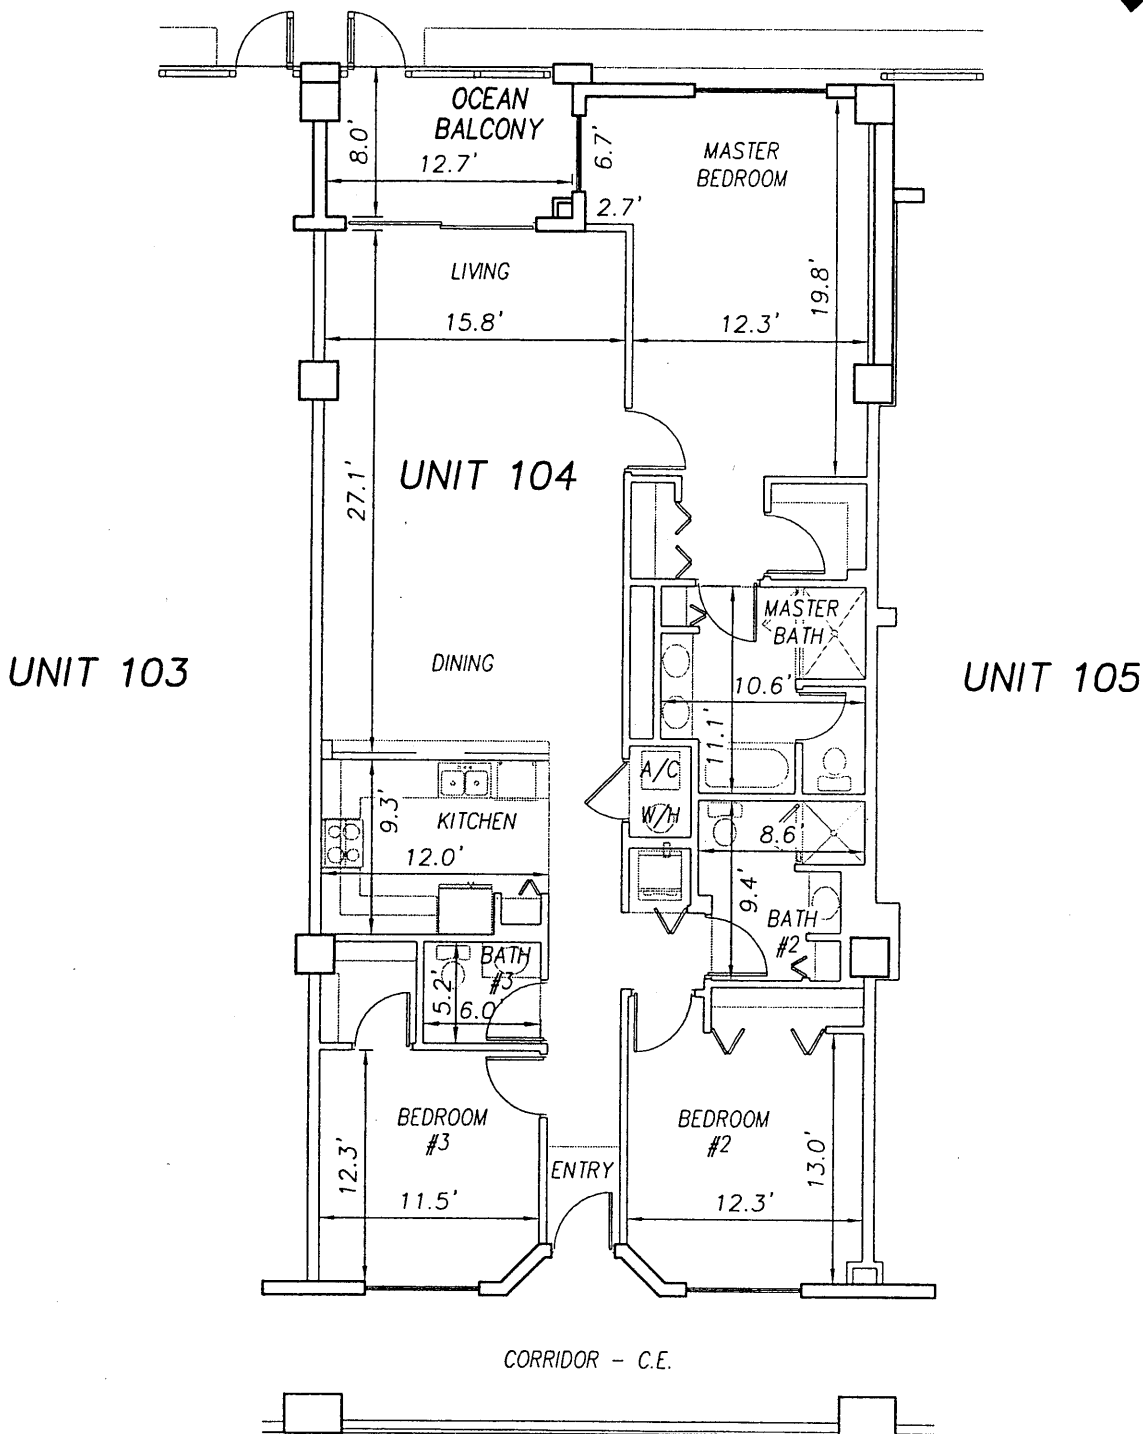 OCEAN
BALCONY
8.0'
12.7'
6.7'
2.7'
MASTER
BEDROOM
LIVING
15.8'
12.3'
19.8'
27.1'
UNIT 104
UNIT 103
DINING
MASTER
BATH
UNIT 105
10.6'
11.1'
A/C
W/H
9.3'
KITCHEN
12.0'
8.6'
9.4'
BATH
#2
BATH
#3
5.2'
6.0'
BEDROOM
#3
12.3'
11.5'
ENTRY
BEDROOM
#2
13.0'
12.3'
CORRIDOR - C.E.